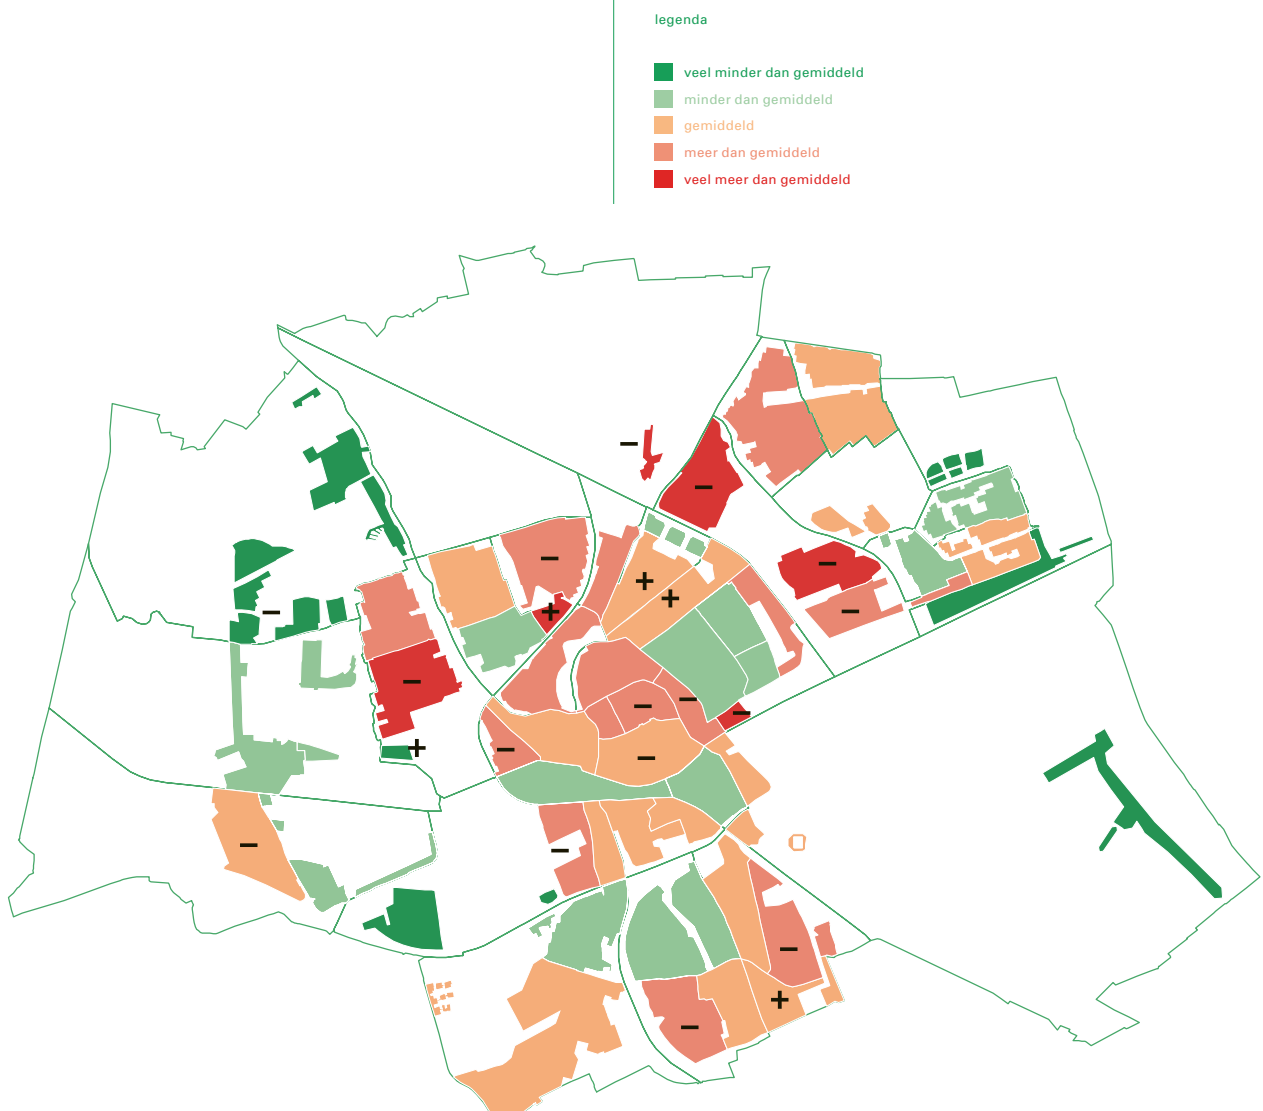 legenda
veel minder dan gemiddeld
minder dan gemiddeld
gemiddeld
meer dan gemiddeld
veel meer dan gemiddeld